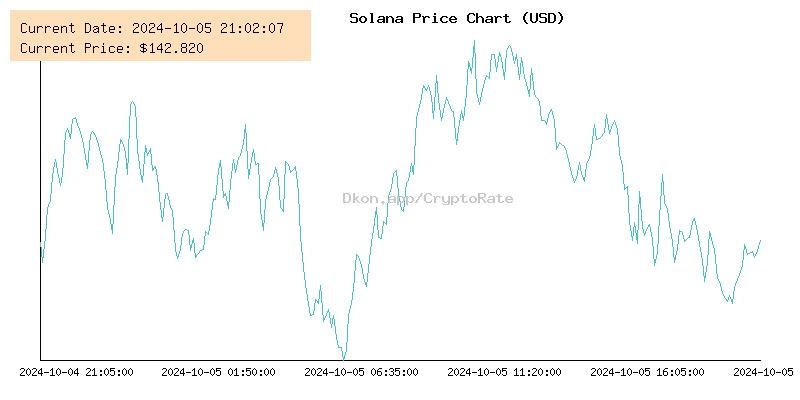 Solana Price Chart (USD)
Current Date: 2024-10-05 21:02:07
Current Price: $142.820
Dkon.app/CryptoRate
2024-10-04 21:05:00
2024-10-05 01:50:00
2024-10-05 06:35:00
2024-10-05 11:20:00
2024-10-05 16:05:00
2024-10-05